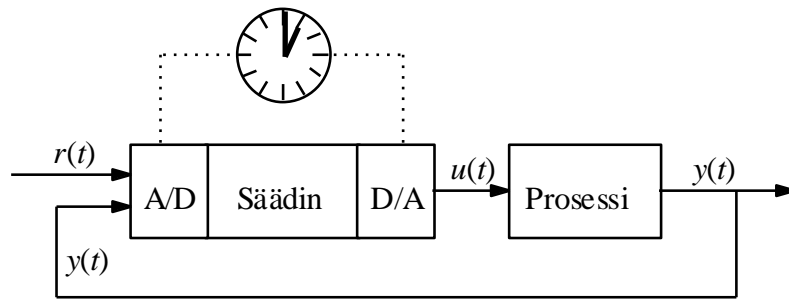 r(t)
A/D
Säädin
D/A
u(t)
Prosessi
y(t)
y(t)